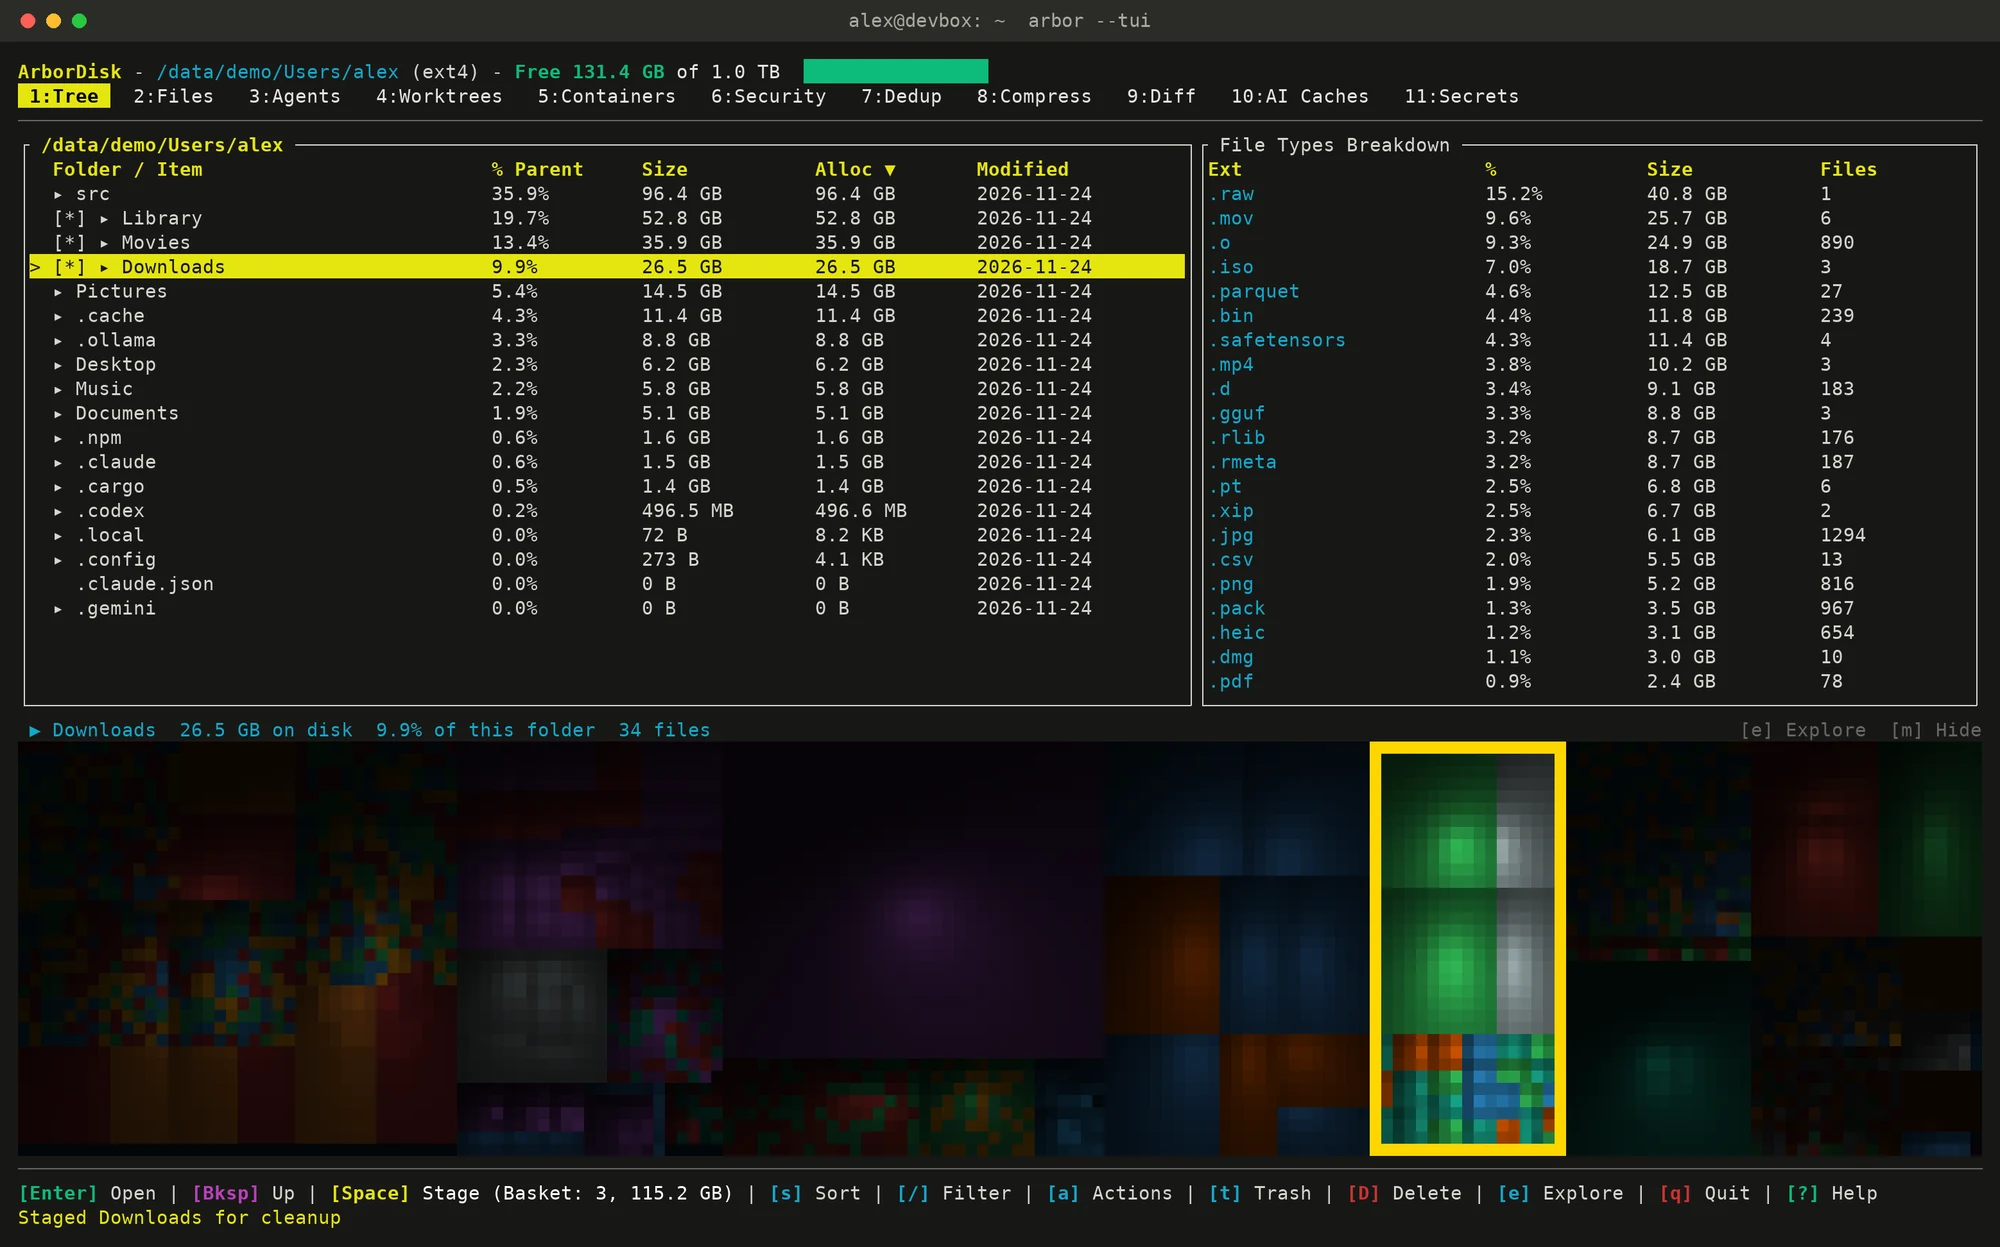 alex@devbox: ~  arbor --tui
ArborDisk - /data/demo/Users/alex (ext4) - Free 131.4 GB of 1.0 TB
1:Tree  2:Files  3:Agents  4:Worktrees  5:Containers  6:Security  7:Dedup  8:Compress  9:Diff  10:AI Caches  11:Secrets
/data/demo/Users/alex
Folder / Item  % Parent  Size  Alloc ▼  Modified
▸ src  35.9%  96.4 GB  96.4 GB  2026-11-24
[*] ▸ Library  19.7%  52.8 GB  52.8 GB  2026-11-24
[*] ▸ Movies  13.4%  35.9 GB  35.9 GB  2026-11-24
> [*] ▸ Downloads  9.9%  26.5 GB  26.5 GB  2026-11-24
▸ Pictures  5.4%  14.5 GB  14.5 GB  2026-11-24
▸ .cache  4.3%  11.4 GB  11.4 GB  2026-11-24
▸ .ollama  3.3%  8.8 GB  8.8 GB  2026-11-24
▸ Desktop  2.3%  6.2 GB  6.2 GB  2026-11-24
▸ Music  2.2%  5.8 GB  5.8 GB  2026-11-24
▸ Documents  1.9%  5.1 GB  5.1 GB  2026-11-24
▸ .npm  0.6%  1.6 GB  1.6 GB  2026-11-24
▸ .claude  0.6%  1.5 GB  1.5 GB  2026-11-24
▸ .cargo  0.5%  1.4 GB  1.4 GB  2026-11-24
▸ .codex  0.2%  496.5 MB  496.6 MB  2026-11-24
▸ .local  0.0%  72 B  8.2 KB  2026-11-24
▸ .config  0.0%  273 B  4.1 KB  2026-11-24
.claude.json  0.0%  0 B  0 B  2026-11-24
▸ .gemini  0.0%  0 B  0 B  2026-11-24
File Types Breakdown
Ext  %  Size  Files
.raw  15.2%  40.8 GB  1
.mov  9.6%  25.7 GB  6
.o  9.3%  24.9 GB  890
.iso  7.0%  18.7 GB  3
.parquet  4.6%  12.5 GB  27
.bin  4.4%  11.8 GB  239
.safetensors  4.3%  11.4 GB  4
.mp4  3.8%  10.2 GB  3
.d  3.4%  9.1 GB  183
.gguf  3.3%  8.8 GB  3
.rlib  3.2%  8.7 GB  176
.rmeta  3.2%  8.7 GB  187
.pt  2.5%  6.8 GB  6
.xip  2.5%  6.7 GB  2
.jpg  2.3%  6.1 GB  1294
.csv  2.0%  5.5 GB  13
.png  1.9%  5.2 GB  816
.pack  1.3%  3.5 GB  967
.heic  1.2%  3.1 GB  654
.dmg  1.1%  3.0 GB  10
.pdf  0.9%  2.4 GB  78
▶ Downloads  26.5 GB on disk  9.9% of this folder  34 files  [e] Explore  [m] Hide
[Enter] Open | [Bksp] Up | [Space] Stage (Basket: 3, 115.2 GB) | [s] Sort | [/] Filter | [a] Actions | [t] Trash | [D] Delete | [e] Explore | [q] Quit | [?] Help
Staged Downloads for cleanup